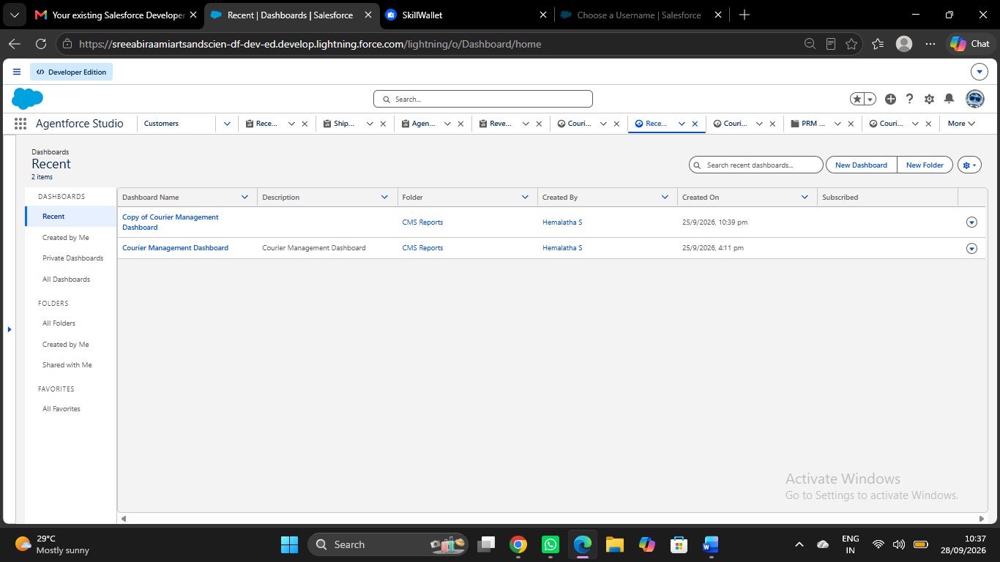 Your existing Salesforce Developer
Recent | Dashboards | Salesforce
SkillWallet
Choose a Username | Salesforce
https://sreeabiraamiartsandscien-df-dev-ed.develop.lightning.force.com/lightning/o/Dashboard/home
Chat
Developer Edition
Search...
Agentforce Studio
Customers
Rece...
Ship...
Agen...
Reve...
Couri...
Rece...
Couri...
PRM ...
Couri...
More
Dashboards
Recent
2 items
Search recent dashboards...
New Dashboard
New Folder
DASHBOARDS
Recent
Created by Me
Private Dashboards
All Dashboards
FOLDERS
All Folders
Created by Me
Shared with Me
FAVORITES
All Favorites
Dashboard Name Description Folder Created By Created On Subscribed
Copy of Courier Management
Dashboard
CMS Reports Hemalatha S 25/9/2026, 10:39 pm
Courier Management Dashboard Courier Management Dashboard CMS Reports Hemalatha S 25/9/2026, 4:11 pm
Activate Windows
Go to Settings to activate Windows.
29°C
Mostly sunny
Search
ENG
IN
10:37
28/09/2026